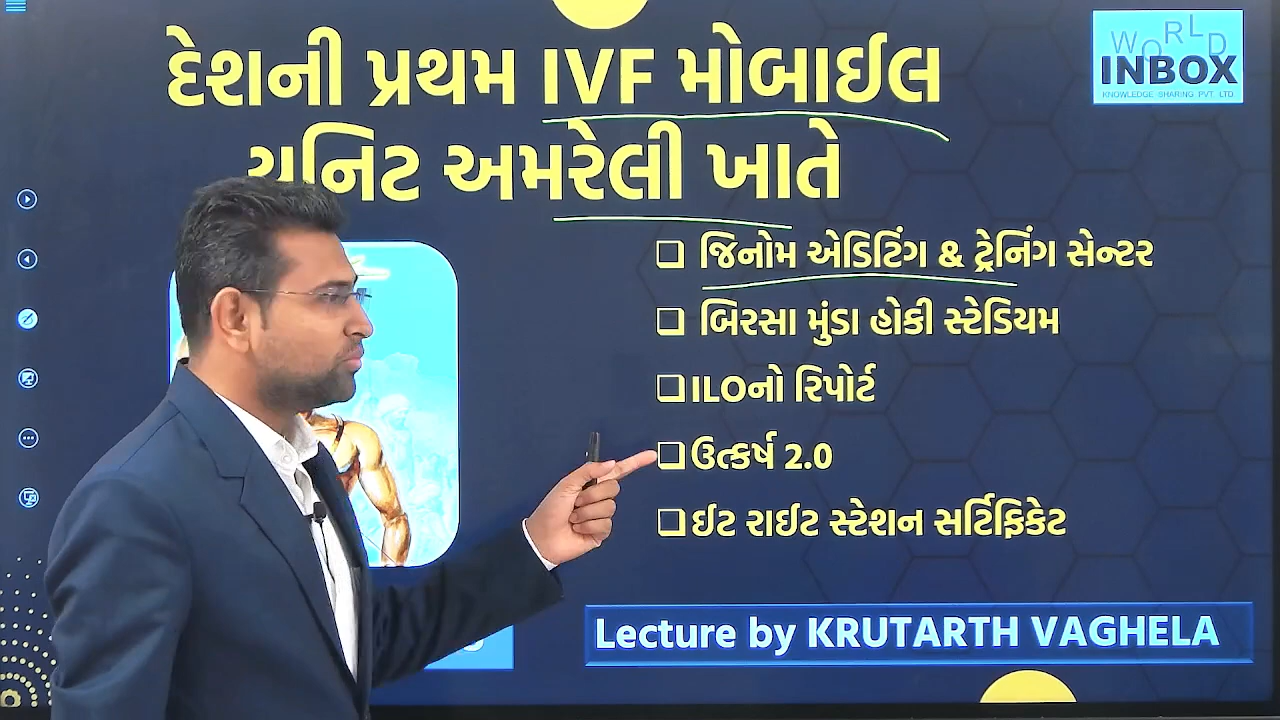 દેશની પ્રથમ IVF મોબાઈલ
યુનિટ અમરેલી ખાતે
WORLD
INBOX
KNOWLEDGE SHARING PVT. LTD.
❑ જિનોમ એડિટિંગ & ટ્રેનિંગ સેન્ટર
❑ બિરસા મુંડા હોકી સ્ટેડિયમ
❑ ILOનો રિપોર્ટ
❑ ઉત્કર્ષ 2.0
❑ ઈટ રાઈટ સ્ટેશન સર્ટિફિકેટ
Lecture by KRUTARTH VAGHELA